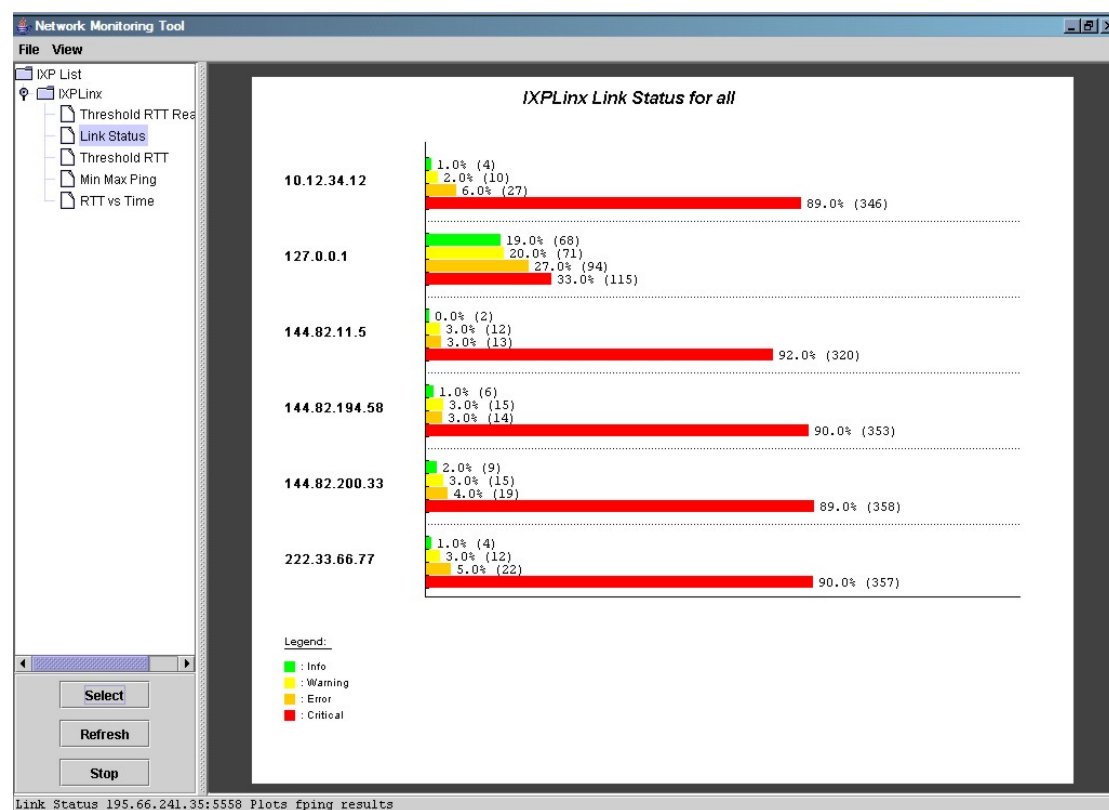 Network Monitoring Tool
File View
IXP List
IXPLinx
Threshold RTT Rea
Link Status
Threshold RTT
Min Max Ping
RTT vs Time
Select
Refresh
Stop
IXPLinx Link Status for all
10.12.34.12
1.0% (4)
2.0% (10)
6.0% (27)
89.0% (346)
127.0.0.1
19.0% (68)
20.0% (71)
27.0% (94)
33.0% (115)
144.82.11.5
0.0% (2)
3.0% (12)
3.0% (13)
92.0% (320)
144.82.194.58
1.0% (6)
3.0% (15)
3.0% (14)
90.0% (353)
144.82.200.33
2.0% (9)
3.0% (15)
4.0% (19)
89.0% (358)
222.33.66.77
1.0% (4)
3.0% (12)
5.0% (22)
90.0% (357)
Legend:
: Info
: Warning
: Error
: Critical
Link Status 195.66.241.35:5558 Plots fping results